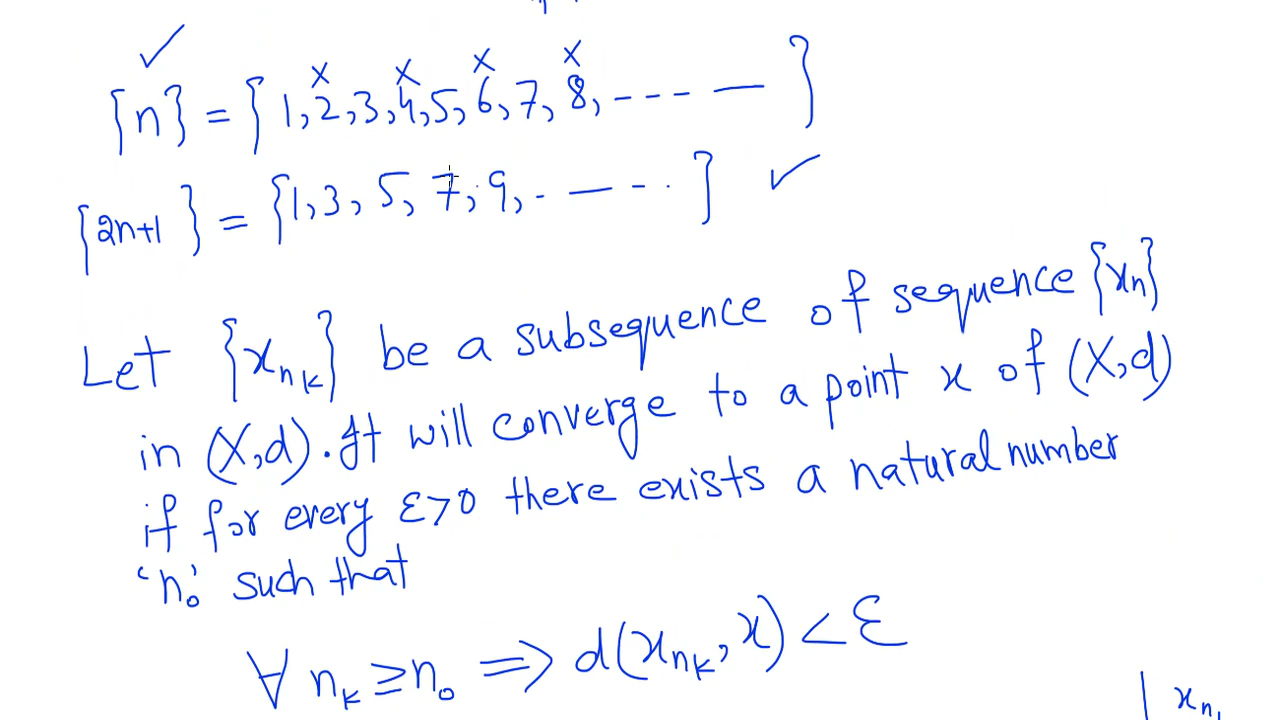 ✓
x x x x
{n} = {1, 2, 3, 4, 5, 6, 7, 8, ---- — }
{2n+1} = {1, 3, 5, 7, 9, . — - . . } ✓
Let {x_{n_k}} be a subsequence of sequence {x_n}
in (X,d). It will converge to a point x of (X,d)
if for every ε>0 there exists a natural number
'n₀' such that
∀ n_k ≥ n₀ ⟹ d(x_{n_k}, x) < ε
| x_n